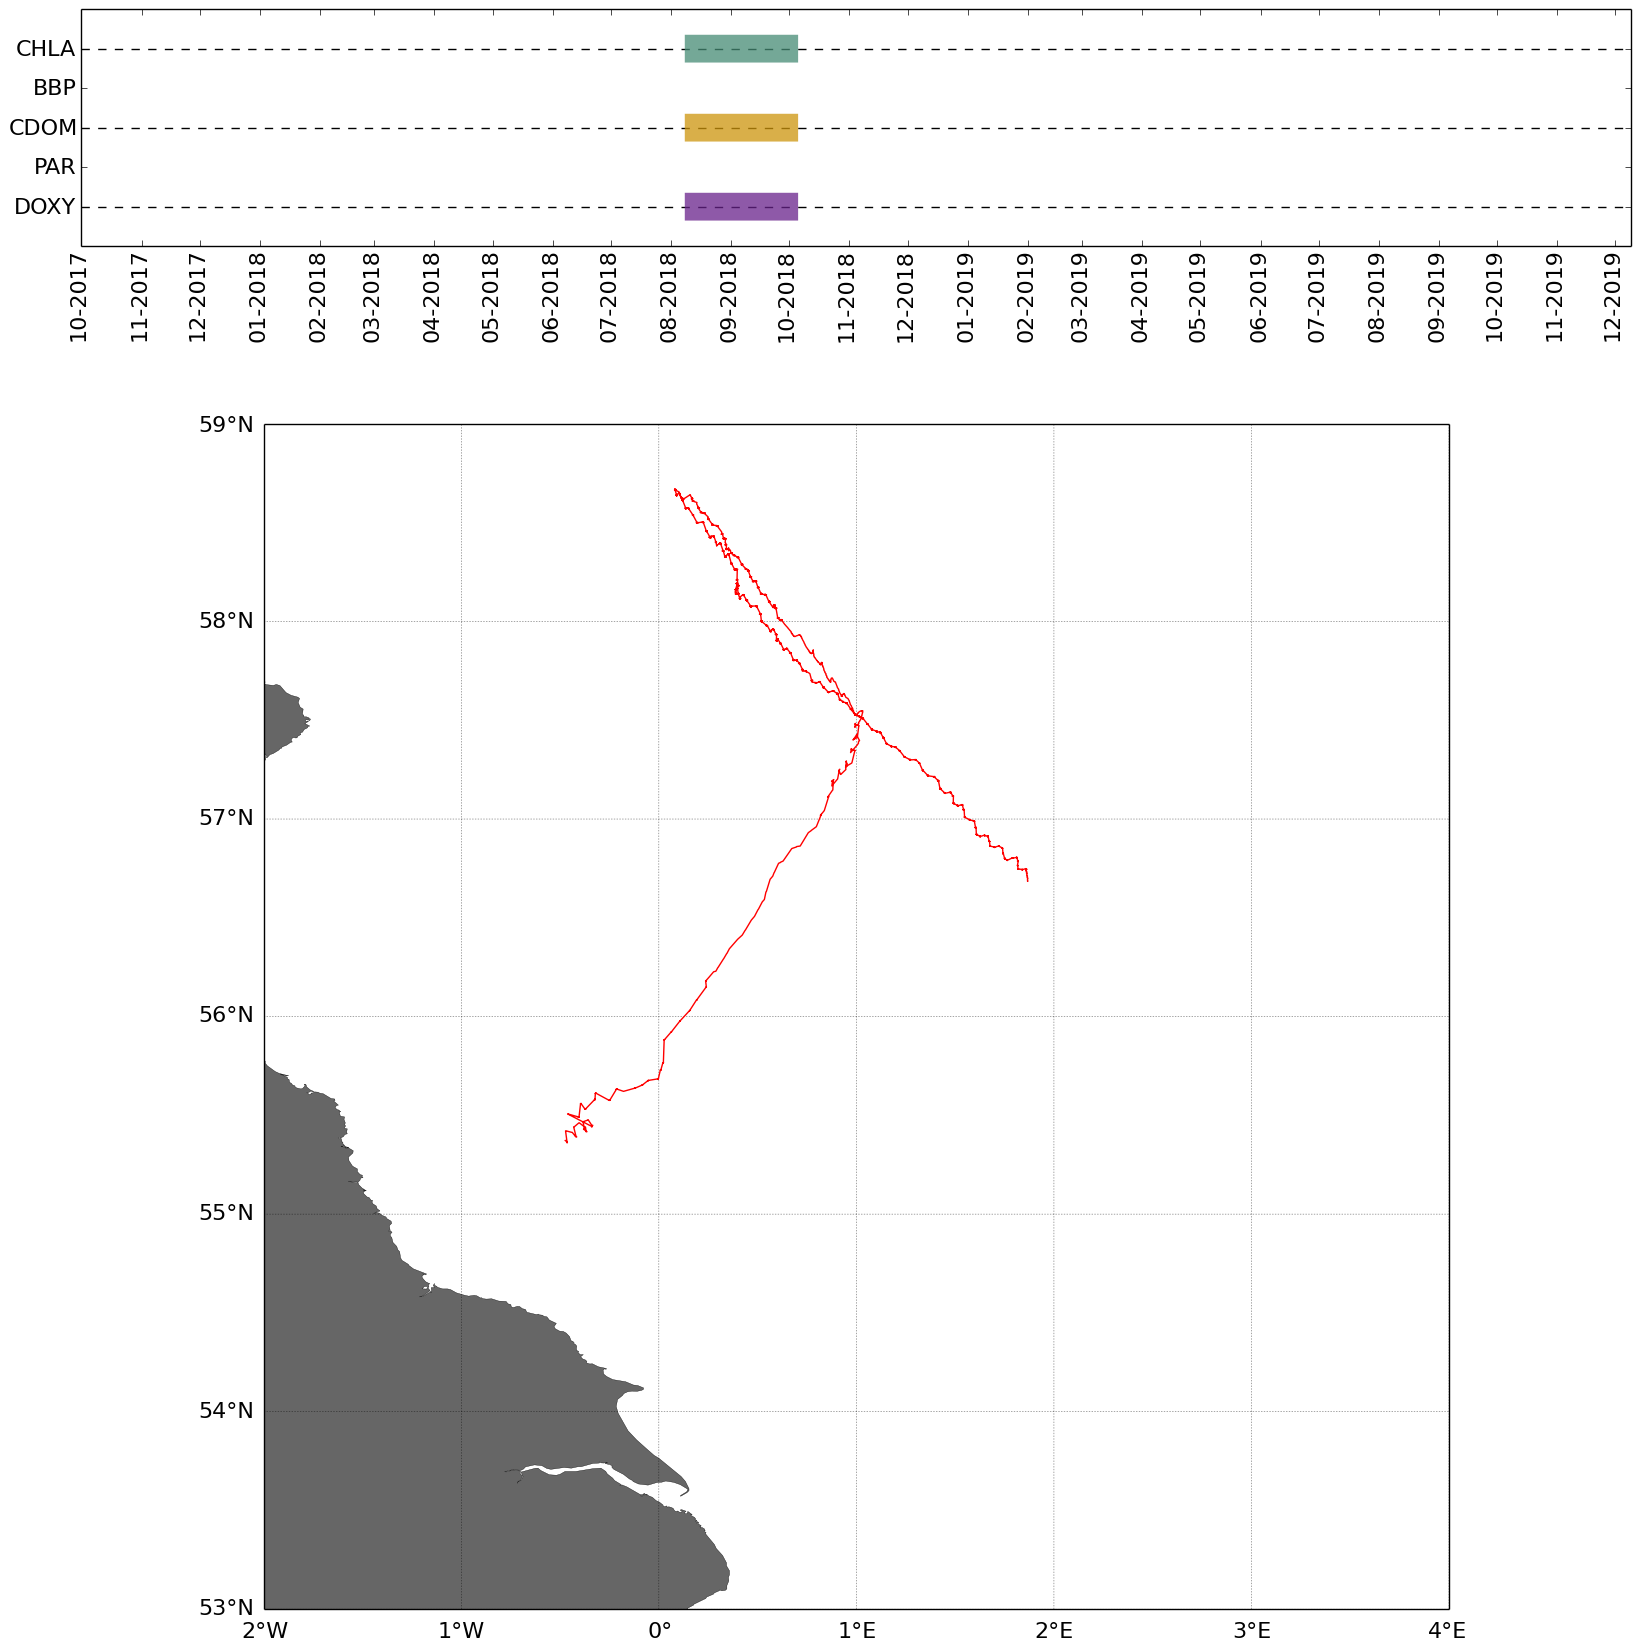 CHLA
BBP
CDOM
PAR
DOXY
10-2017
11-2017
12-2017
01-2018
02-2018
03-2018
04-2018
05-2018
06-2018
07-2018
08-2018
09-2018
10-2018
11-2018
12-2018
01-2019
02-2019
03-2019
04-2019
05-2019
06-2019
07-2019
08-2019
09-2019
10-2019
11-2019
12-2019
59°N
58°N
57°N
56°N
55°N
54°N
53°N
2°W
1°W
0°
1°E
2°E
3°E
4°E